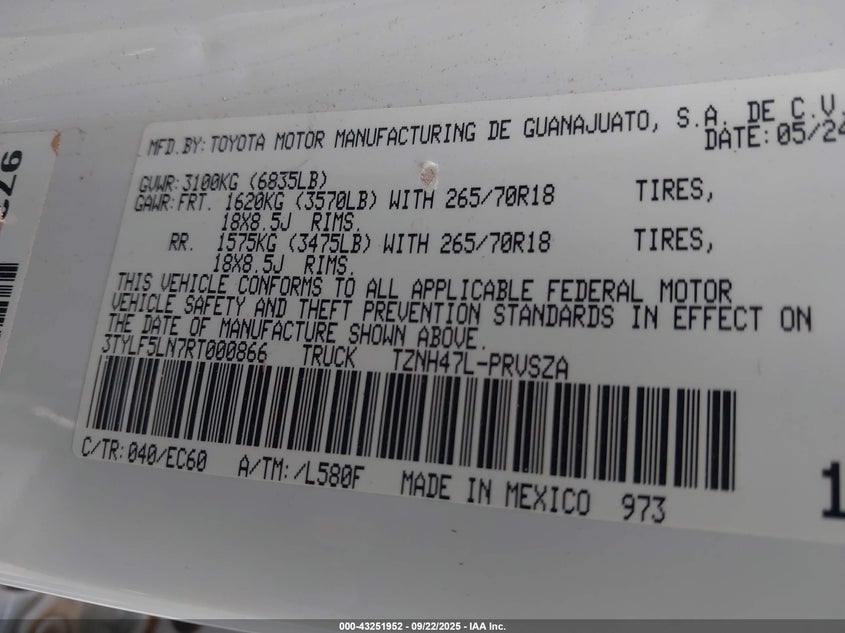 MFD.BY: TOYOTA MOTOR MANUFACTURING DE GUANAJUATO, S.A. DE C.V.
DATE: 05/24
GVWR: 3100KG (6835LB)
GAWR: FRT. 1620KG (3570LB) WITH 265/70R18 TIRES,
18X8.5J RIMS.
RR. 1575KG (3475LB) WITH 265/70R18 TIRES,
18X8.5J RIMS.
THIS VEHICLE CONFORMS TO ALL APPLICABLE FEDERAL MOTOR
VEHICLE SAFETY AND THEFT PREVENTION STANDARDS IN EFFECT ON
THE DATE OF MANUFACTURE SHOWN ABOVE.
3TYLF5LN7RT000866 TRUCK TZNH47L-PRVSZA
C/TR: 040/EC60 A/TM: /L580F MADE IN MEXICO 973
000-43251952 - 09/22/2025 - IAA Inc.